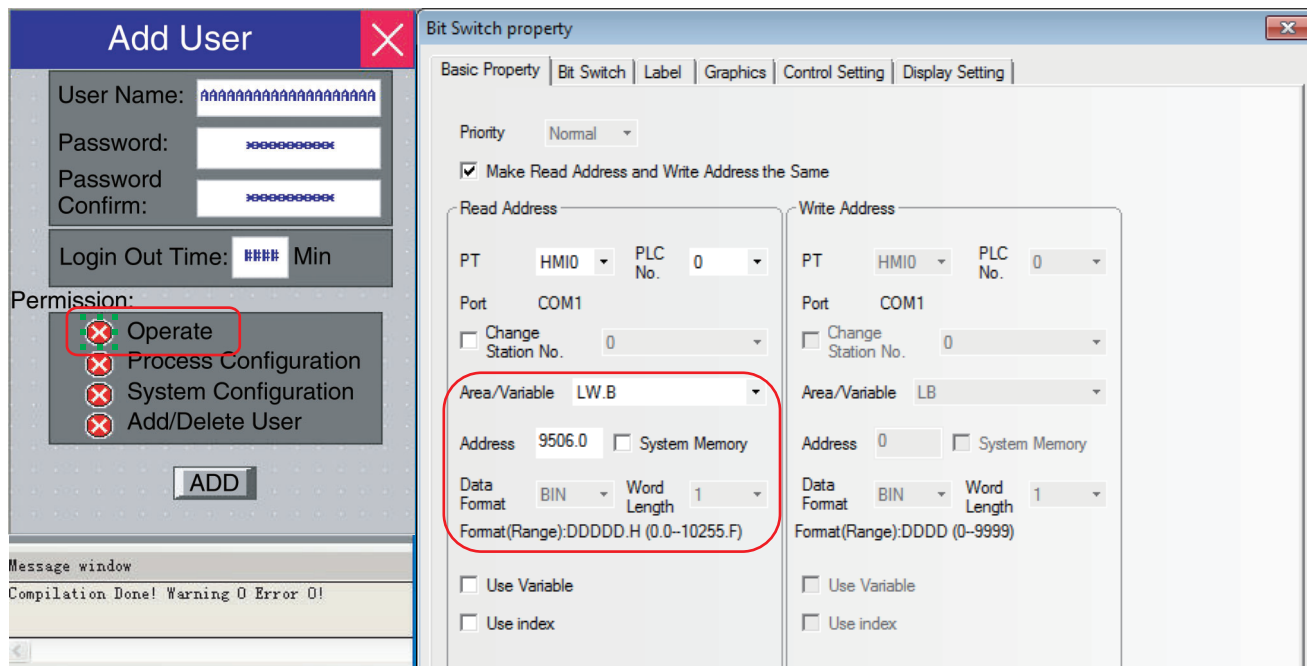 Add User
User Name: AAAAAAAAAAAAAAAAAAAA
Password: **********
Password
Confirm: **********
Login Out Time: #### Min
Permission:
Operate
Process Configuration
System Configuration
Add/Delete User
ADD
Message window
Compilation Done! Warning 0 Error 0!
Bit Switch property
Basic Property Bit Switch Label Graphics Control Setting Display Setting
Priority Normal
Make Read Address and Write Address the Same
Read Address
PT HMI0 PLC No. 0
Port COM1
Change Station No. 0
Area/Variable LW.B
Address 9506.0 System Memory
Data Format BIN Word Length 1
Format(Range):DDDDD.H (0.0--10255.F)
Use Variable
Use index
Write Address
PT HMI0 PLC No. 0
Port COM1
Change Station No. 0
Area/Variable LB
Address 0 System Memory
Data Format BIN Word Length 1
Format(Range):DDDD (0--9999)
Use Variable
Use index